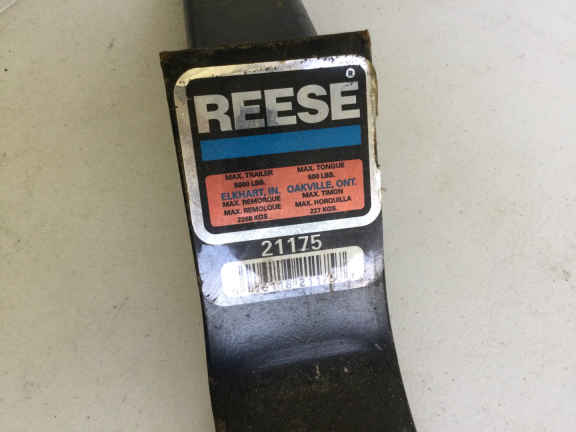 REESE®
MAX. TRAILER MAX. TONGUE
5000 LBS. 500 LBS.
ELKHART, IN. OAKVILLE, ONT.
MAX. REMORQUE MAX. TIMON
MAX. REMOLQUE MAX. HORQUILLA
2268 KGS. 227 KGS.
21175